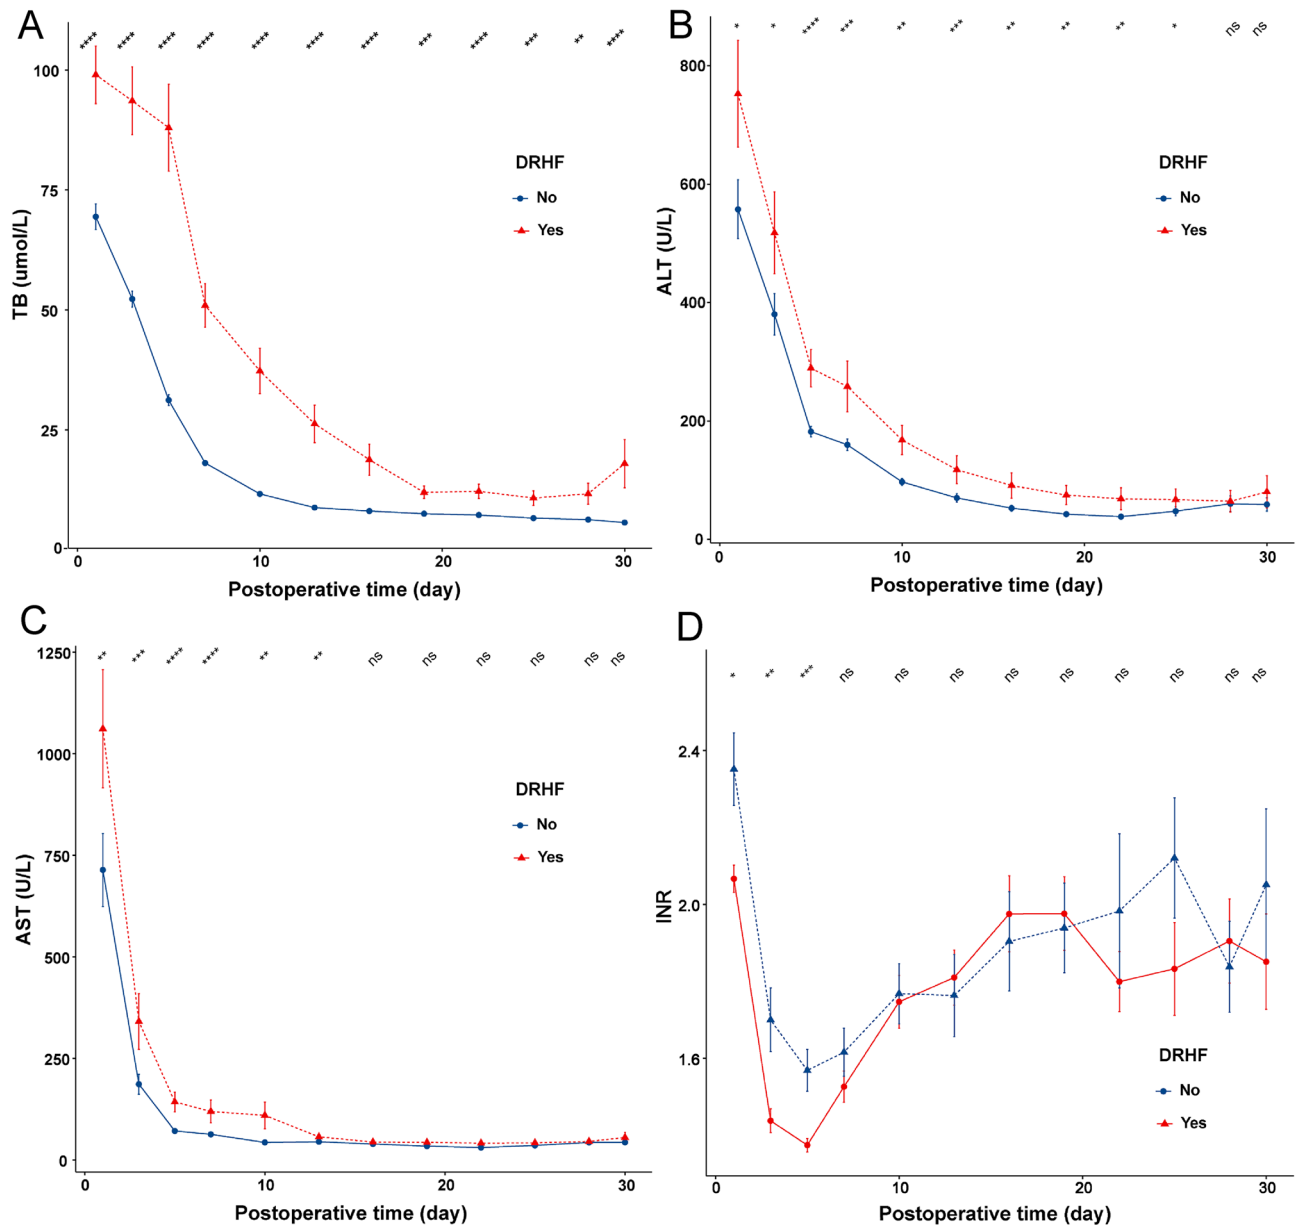 A
**** **** **** **** **** **** **** *** **** *** ** ****
100
75
50
25
0
TB (umol/L)
DRHF
No
Yes
0 10 20 30
Postoperative time (day)
B
* * **** *** ** *** ** ** ** * ns ns
800
600
400
200
0
ALT (U/L)
DRHF
No
Yes
0 10 20 30
Postoperative time (day)
C
** *** **** **** ** ** ns ns ns ns ns ns
1250
1000
750
500
250
0
AST (U/L)
DRHF
No
Yes
0 10 20 30
Postoperative time (day)
D
* ** *** ns ns ns ns ns ns ns ns ns
2.4
2.0
1.6
INR
DRHF
No
Yes
0 10 20 30
Postoperative time (day)